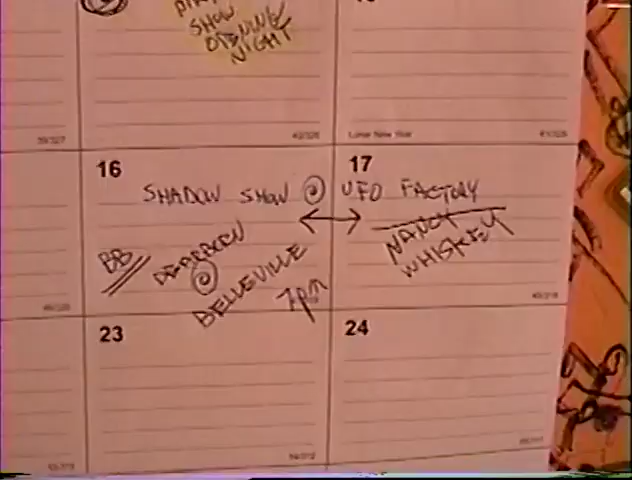 SHOW
OPENING
NIGHT
Lunar New Year
16
17
SHADOW SHOW @ UFO FACTORY
BB
DEARBORN
@
BELLEVILLE
7pm
NANCY
WHISKEY
23
24